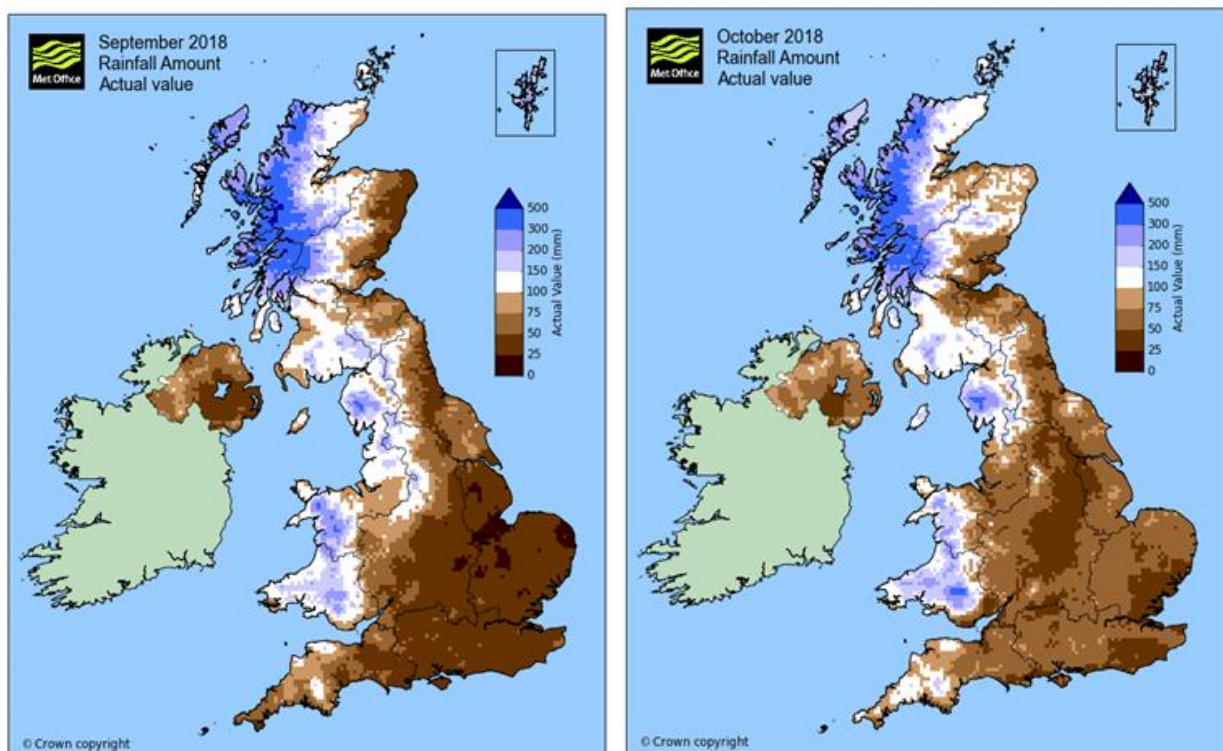 September 2018
Rainfall Amount
Actual value
Met Office
500
300
200
150
100
75
50
25
0
Actual Value (mm)
© Crown copyright
October 2018
Rainfall Amount
Actual value
Met Office
500
300
200
150
100
75
50
25
0
Actual Value (mm)
© Crown copyright